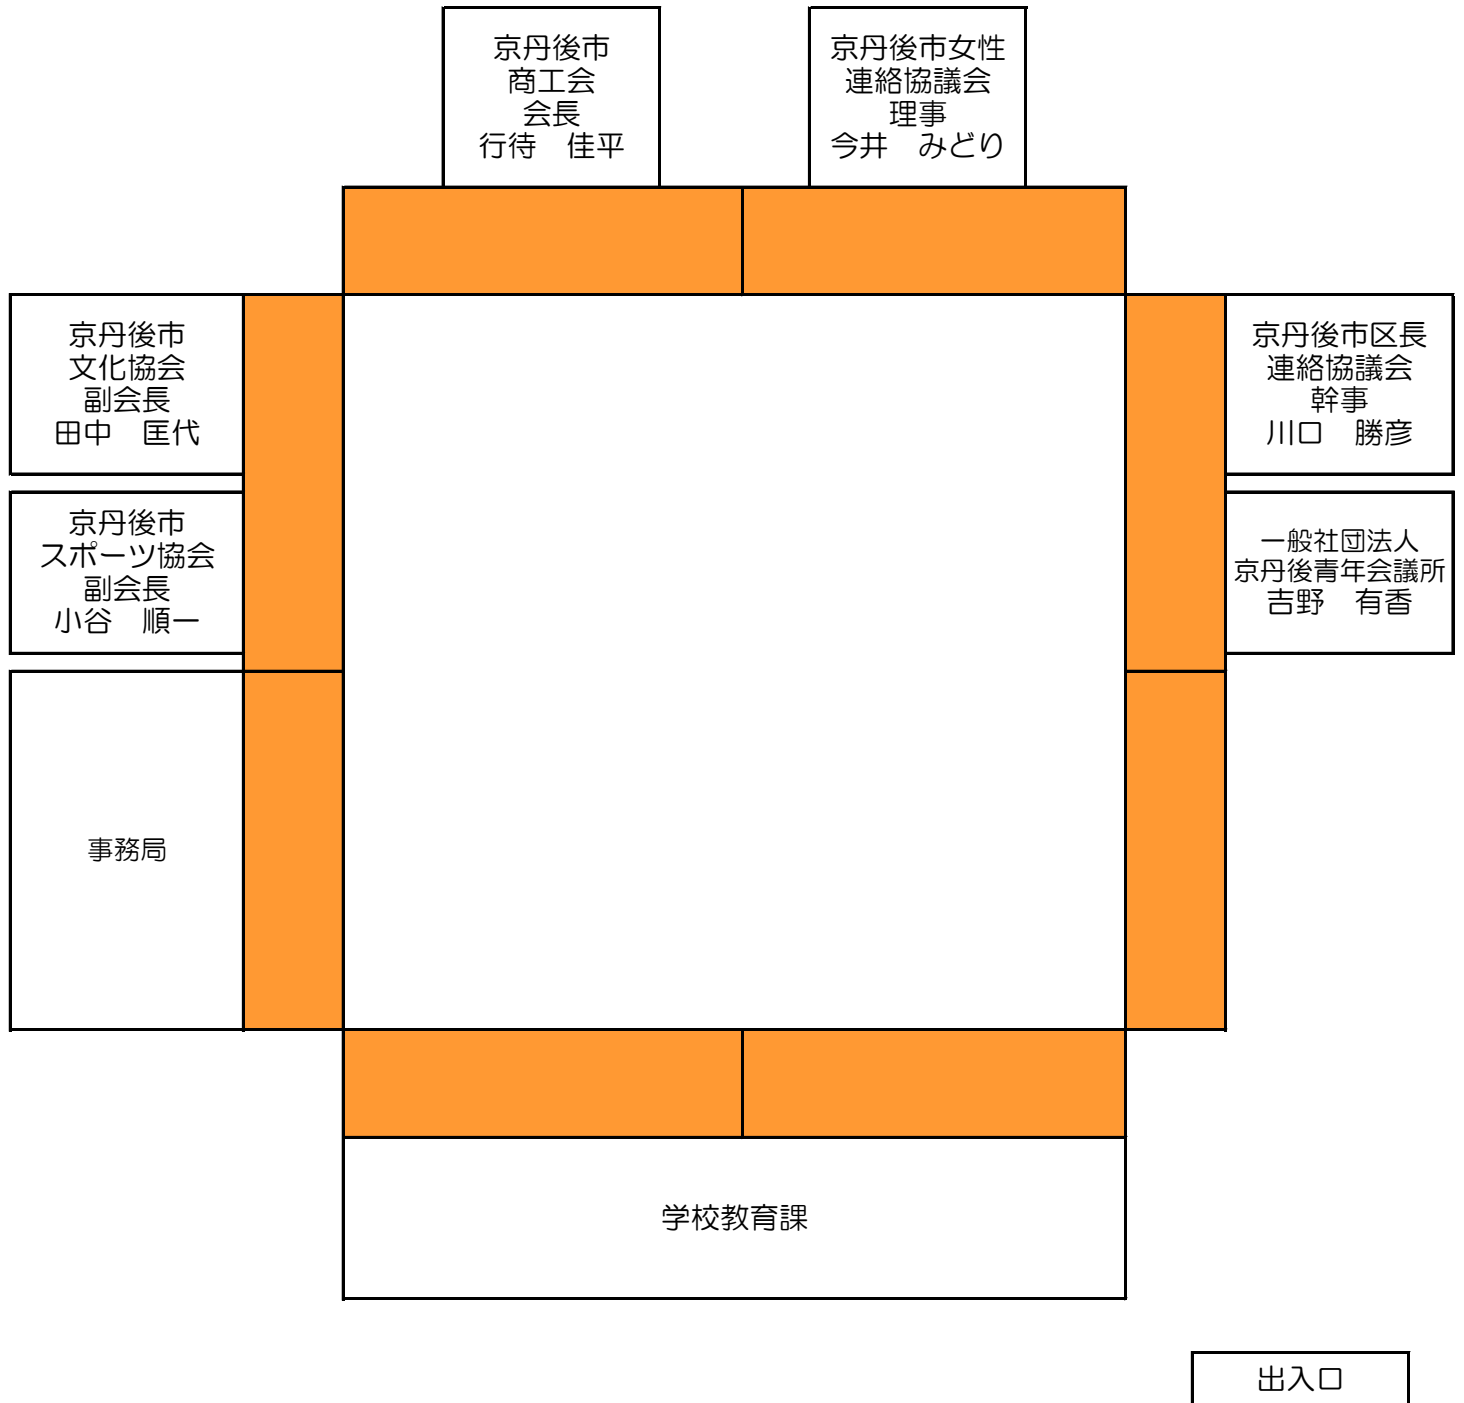 京丹後市
商工会
会長
行待　佳平
京丹後市女性
連絡協議会
理事
今井　みどり
京丹後市
文化協会
副会長
田中　匡代
京丹後市区長
連絡協議会
幹事
川口　勝彦
京丹後市
スポーツ協会
副会長
小谷　順一
一般社団法人
京丹後青年会議所
吉野　有香
事務局
学校教育課
出入口